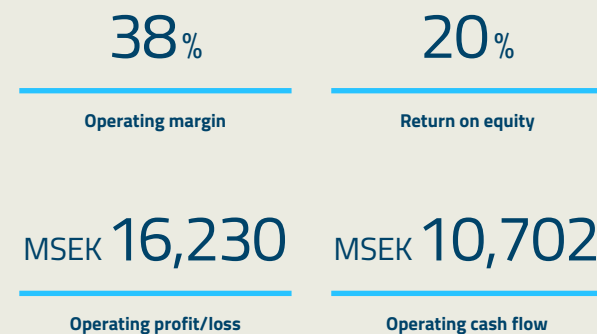 38 % 20 %
Operating margin Return on equity
MSEK 16,230 MSEK 10,702
Operating profit/loss Operating cash flow